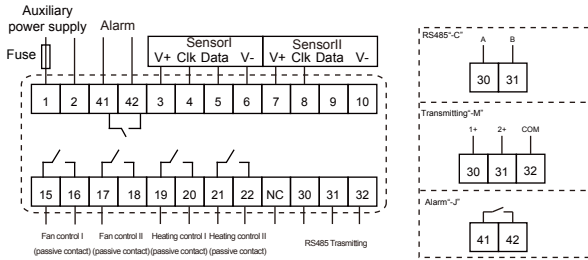 Auxiliary
power supply Alarm
Fuse
SensorI SensorII
V+ Clk Data V- V+ Clk Data V-
1 2 41 42 3 4 5 6 7 8 9 10
15 16 17 18 19 20 21 22 NC 30 31 32
Fan control I Fan control II Heating control I Heating control II RS485 Trasmitting
(passive contact) (passive contact) (passive contact) (passive contact)
RS485"-C"
A B
30 31
Transmitting"-M"
1+ 2+ COM
30 31 32
Alarm"-J"
41 42